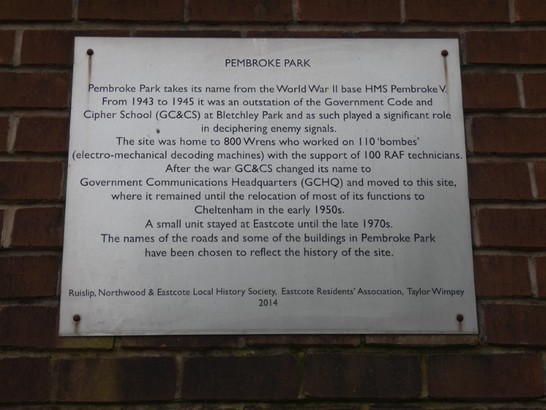 PEMBROKE PARK
Pembroke Park takes its name from the World War II base HMS Pembroke V.
From 1943 to 1945 it was an outstation of the Government Code and
Cipher School (GC&CS) at Bletchley Park and as such played a significant role
in deciphering enemy signals.
The site was home to 800 Wrens who worked on 110 'bombes'
(electro-mechanical decoding machines) with the support of 100 RAF technicians.
After the war GC&CS changed its name to
Government Communications Headquarters (GCHQ) and moved to this site,
where it remained until the relocation of most of its functions to
Cheltenham in the early 1950s.
A small unit stayed at Eastcote until the late 1970s.
The names of the roads and some of the buildings in Pembroke Park
have been chosen to reflect the history of the site.
Ruislip, Northwood & Eastcote Local History Society, Eastcote Residents' Association, Taylor Wimpey
2014